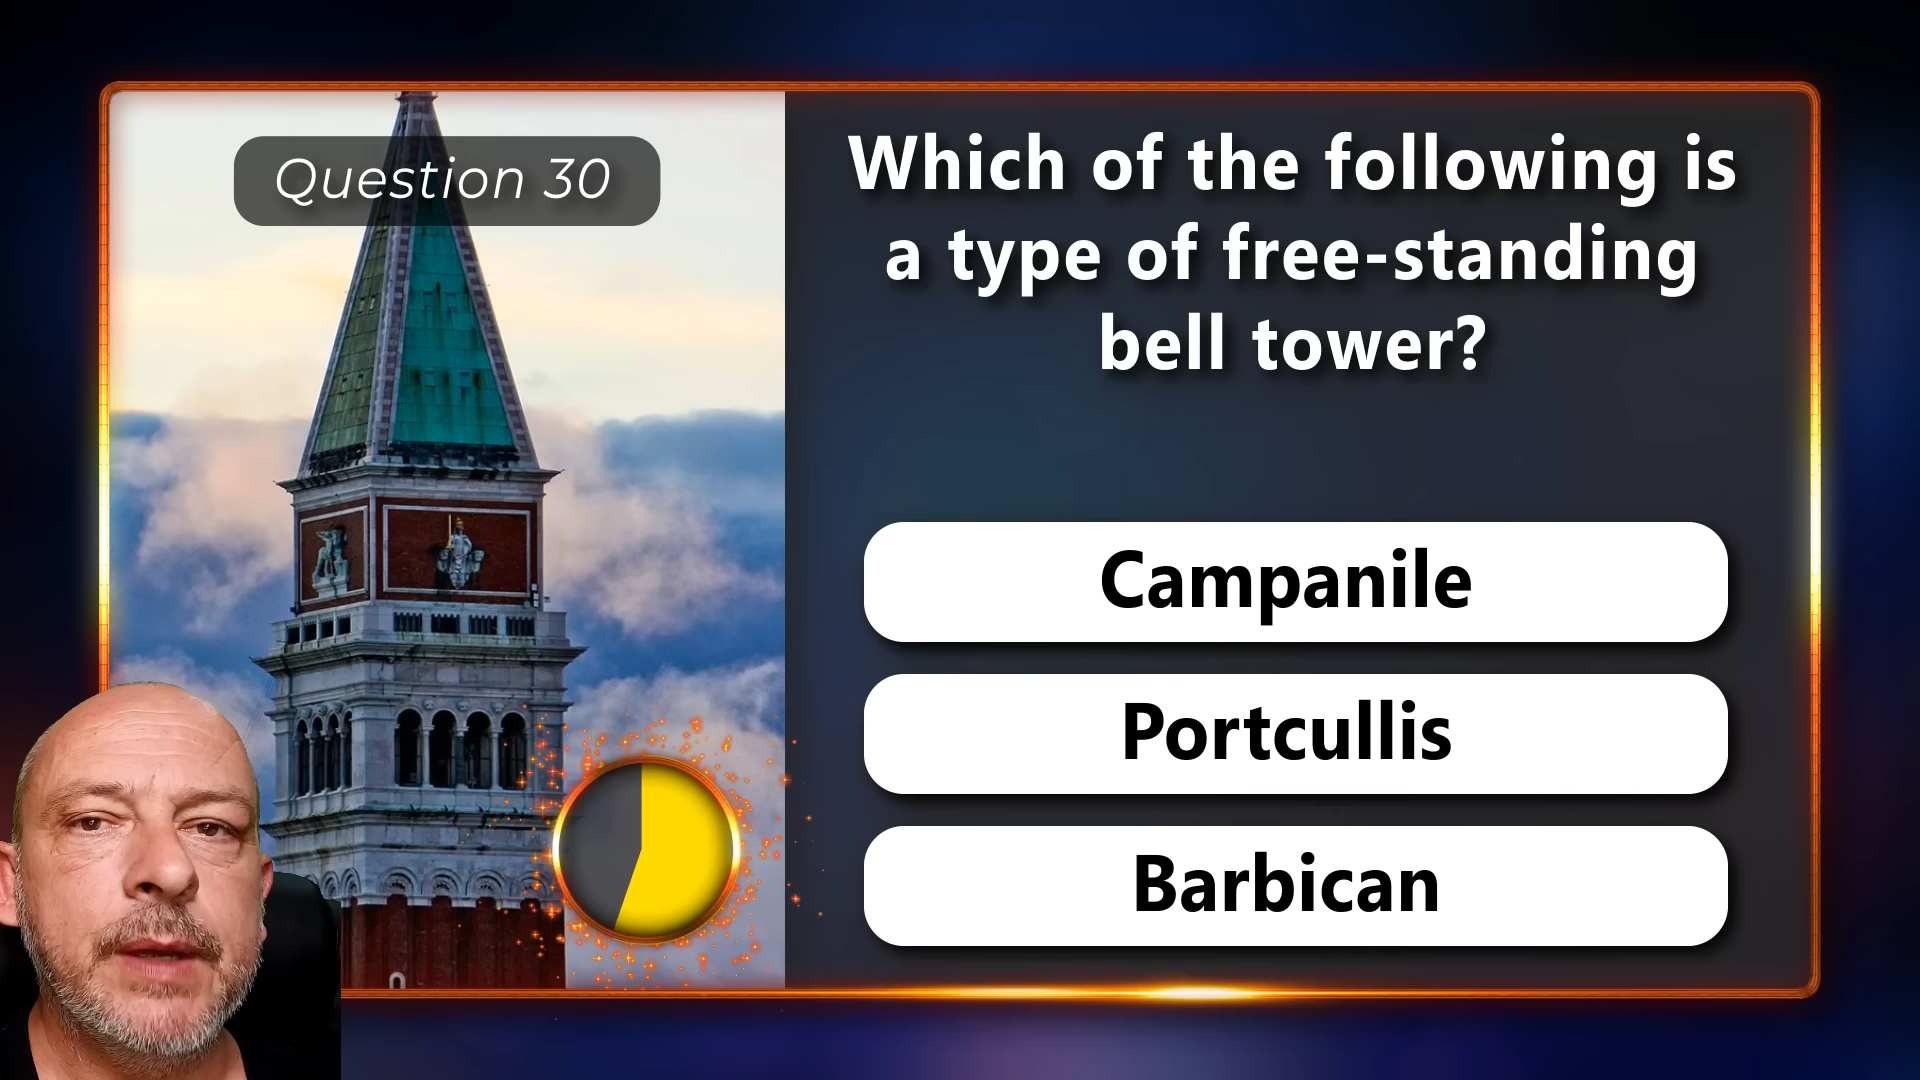 Question 30
Which of the following is
a type of free-standing
bell tower?
Campanile
Portcullis
Barbican